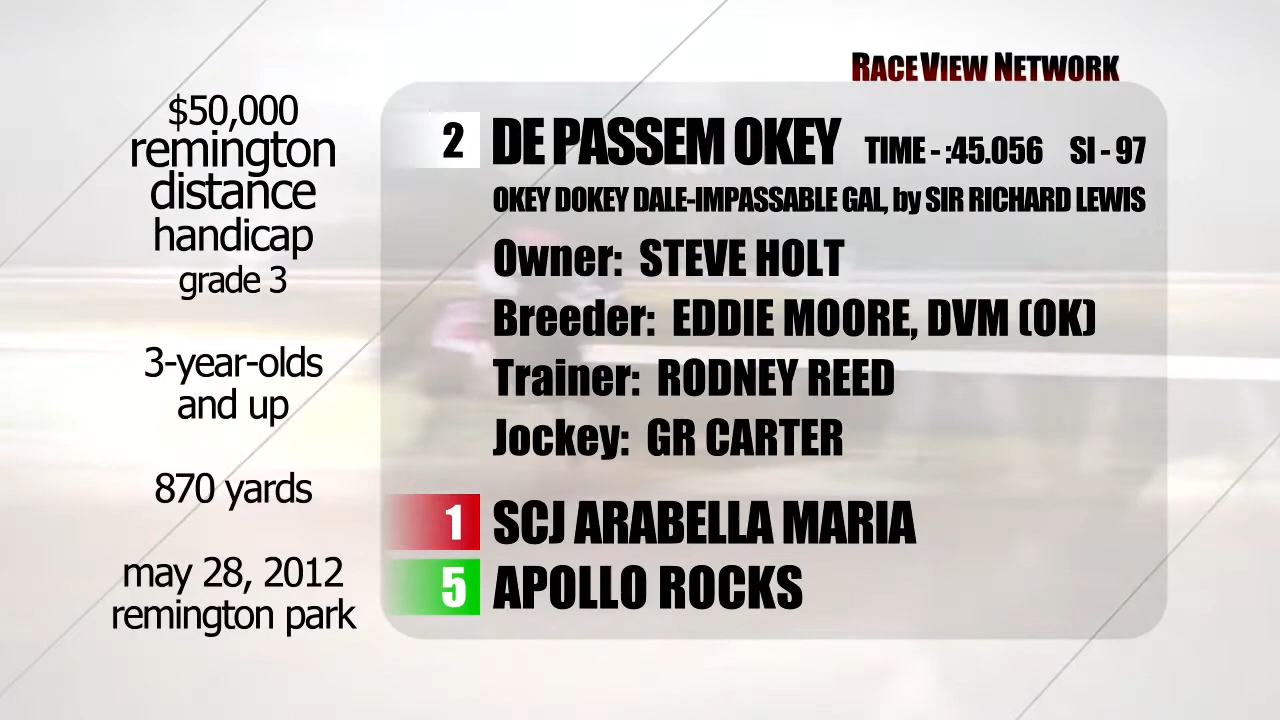 RACEVIEW NETWORK
$50,000
remington
distance
handicap
grade 3
3-year-olds
and up
870 yards
may 28, 2012
remington park
2 DE PASSEM OKEY TIME - :45.056 SI - 97
OKEY DOKEY DALE-IMPASSABLE GAL, by SIR RICHARD LEWIS
Owner: STEVE HOLT
Breeder: EDDIE MOORE, DVM (OK)
Trainer: RODNEY REED
Jockey: GR CARTER
1 SCJ ARABELLA MARIA
5 APOLLO ROCKS